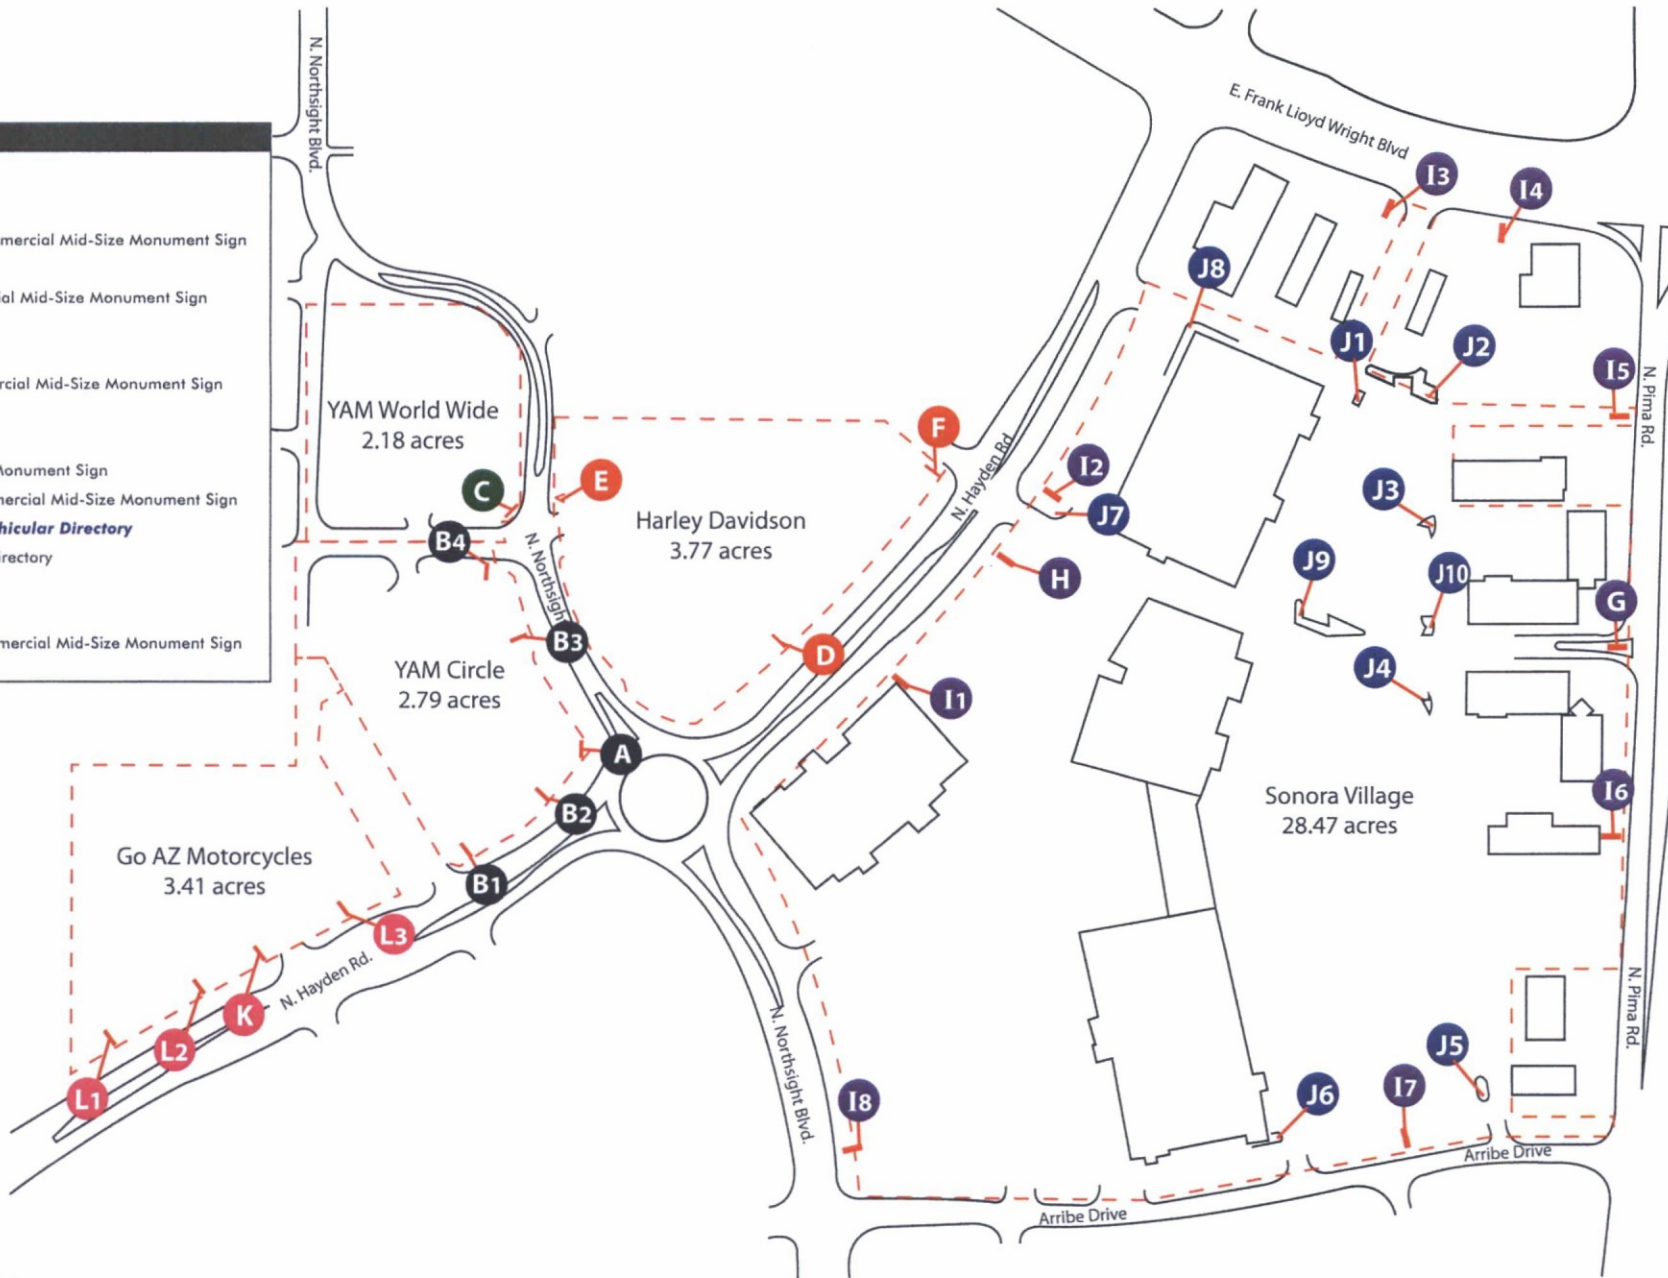 N. Northsight Blvd.
E. Frank Lloyd Wright Blvd
I3
I4
mercial Mid-Size Monument Sign
J8
ial Mid-Size Monument Sign
J1
J2
I5
rcial Mid-Size Monument Sign
N. Pima Rd.
YAM World Wide
2.18 acres
F
Monument Sign
mercial Mid-Size Monument Sign
hicular Directory
irectory
C
E
N. Hayden Rd
I2
J7
J3
Harley Davidson
3.77 acres
B4
N. Northsight
H
J9
J10
G
mercial Mid-Size Monument Sign
B3
D
J4
YAM Circle
2.79 acres
I1
A
B2
Sonora Village
28.47 acres
I6
Go AZ Motorcycles
3.41 acres
B1
L3
N. Hayden Rd.
K
L2
L1
N. Northsight Blvd.
N. Pima Rd.
J5
I8
J6
I7
Arribe Drive
Arribe Drive